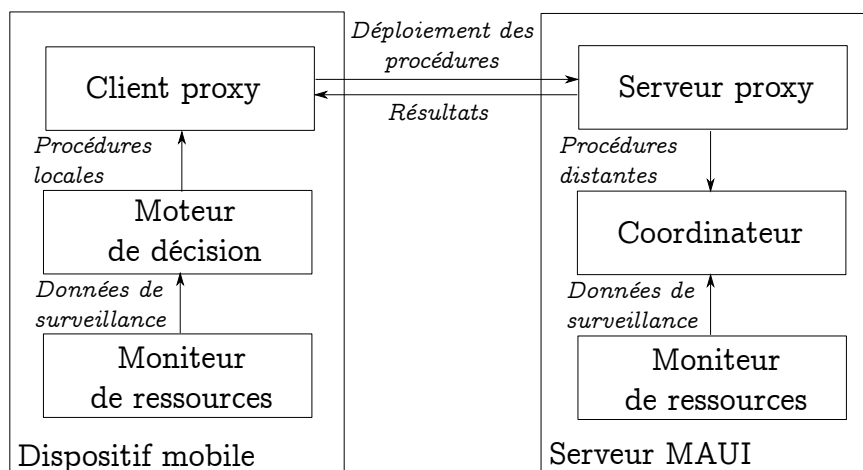 Déploiement des
procédures
Client proxy
Serveur proxy
Résultats
Procédures
locales
Procédures
distantes
Moteur
de décision
Coordinateur
Données de
surveillance
Données de
surveillance
Moniteur
de ressources
Moniteur
de ressources
Dispositif mobile
Serveur MAUI